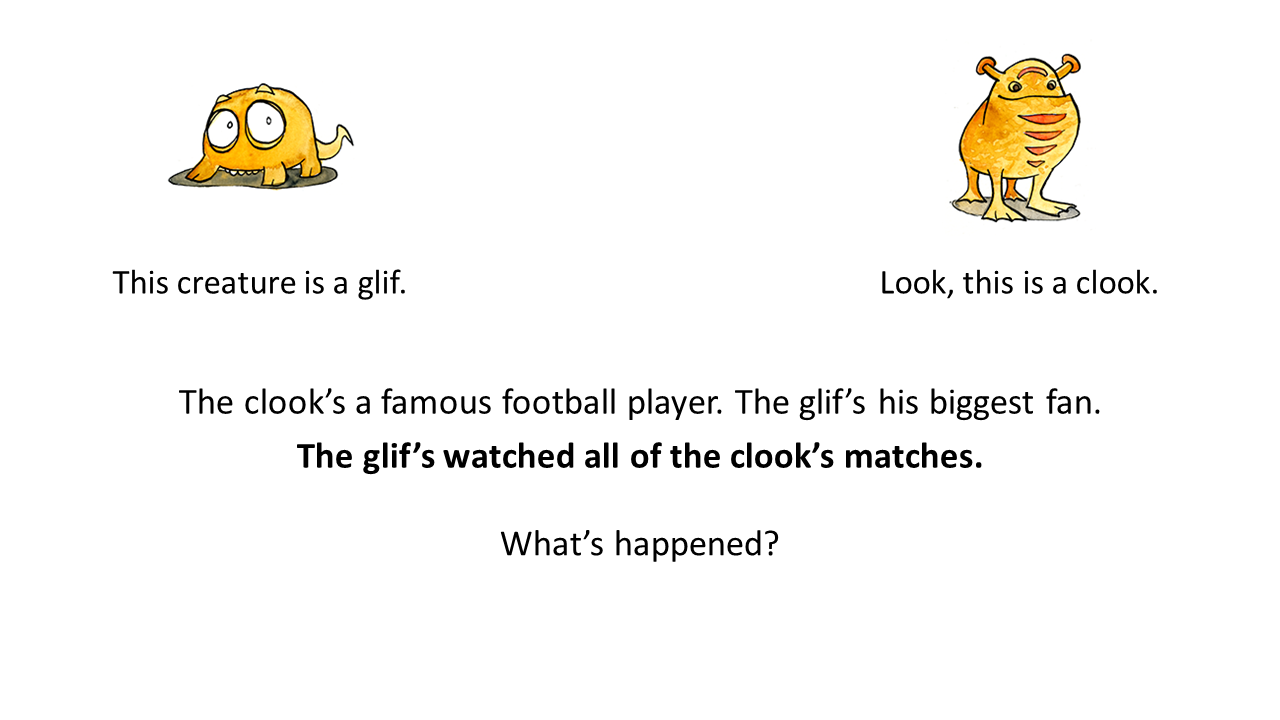 This creature is a glif.
Look, this is a clook.
The clook’s a famous football player. The glif’s his biggest fan.
The glif’s watched all of the clook’s matches.
What’s happened?